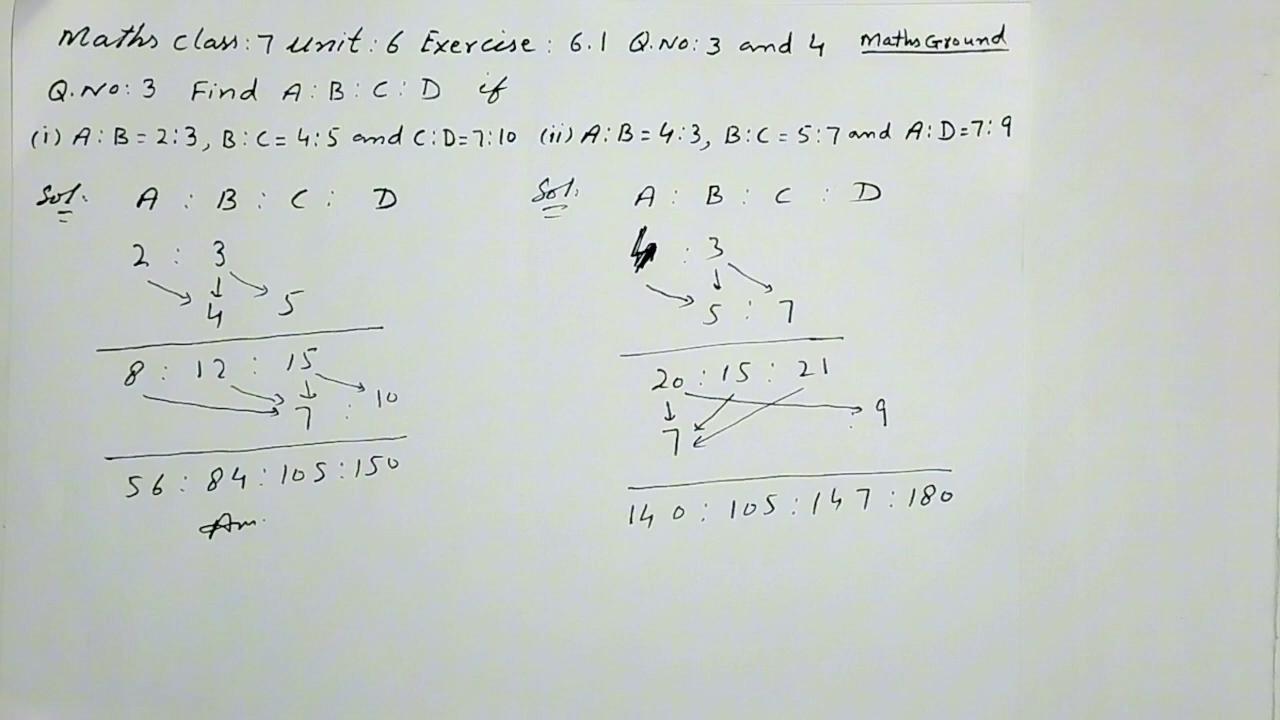 Maths Class: 7 Unit: 6 Exercise: 6.1 Q.No: 3 and 4 Maths Ground
Q.No: 3 Find A : B : C : D if
(i) A : B = 2 : 3, B : C = 4 : 5 and C : D = 7 : 10 (ii) A : B = 4 : 3, B : C = 5 : 7 and A : D = 7 : 9
Sol: A : B : C : D
2 : 3
4 5
8 : 12 : 15
7 : 10
56 : 84 : 105 : 150
Ans.
Sol: A : B : C : D
4 : 3
5 : 7
20 : 15 : 21
7 : 9
140 : 105 : 147 : 180